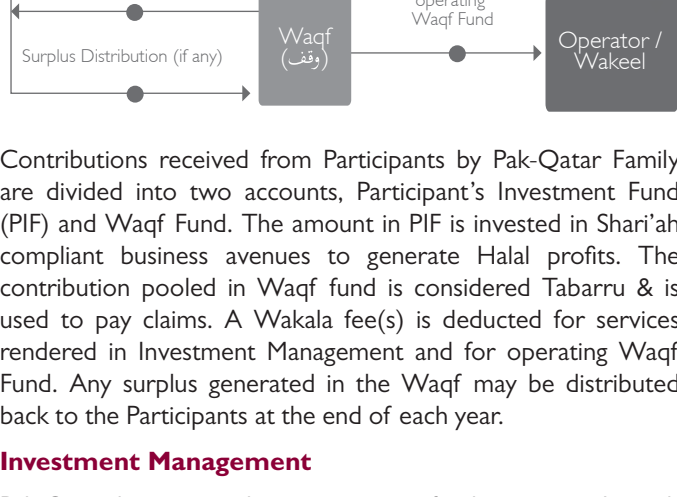 operating
Waqf Fund
Waqf
(وقف)
Operator /
Wakeel
Surplus Distribution (if any)
Contributions received from Participants by Pak-Qatar Family
are divided into two accounts, Participant's Investment Fund
(PIF) and Waqf Fund. The amount in PIF is invested in Shari'ah
compliant business avenues to generate Halal profits. The
contribution pooled in Waqf fund is considered Tabarru & is
used to pay claims. A Wakala fee(s) is deducted for services
rendered in Investment Management and for operating Waqf
Fund. Any surplus generated in the Waqf may be distributed
back to the Participants at the end of each year.
Investment Management